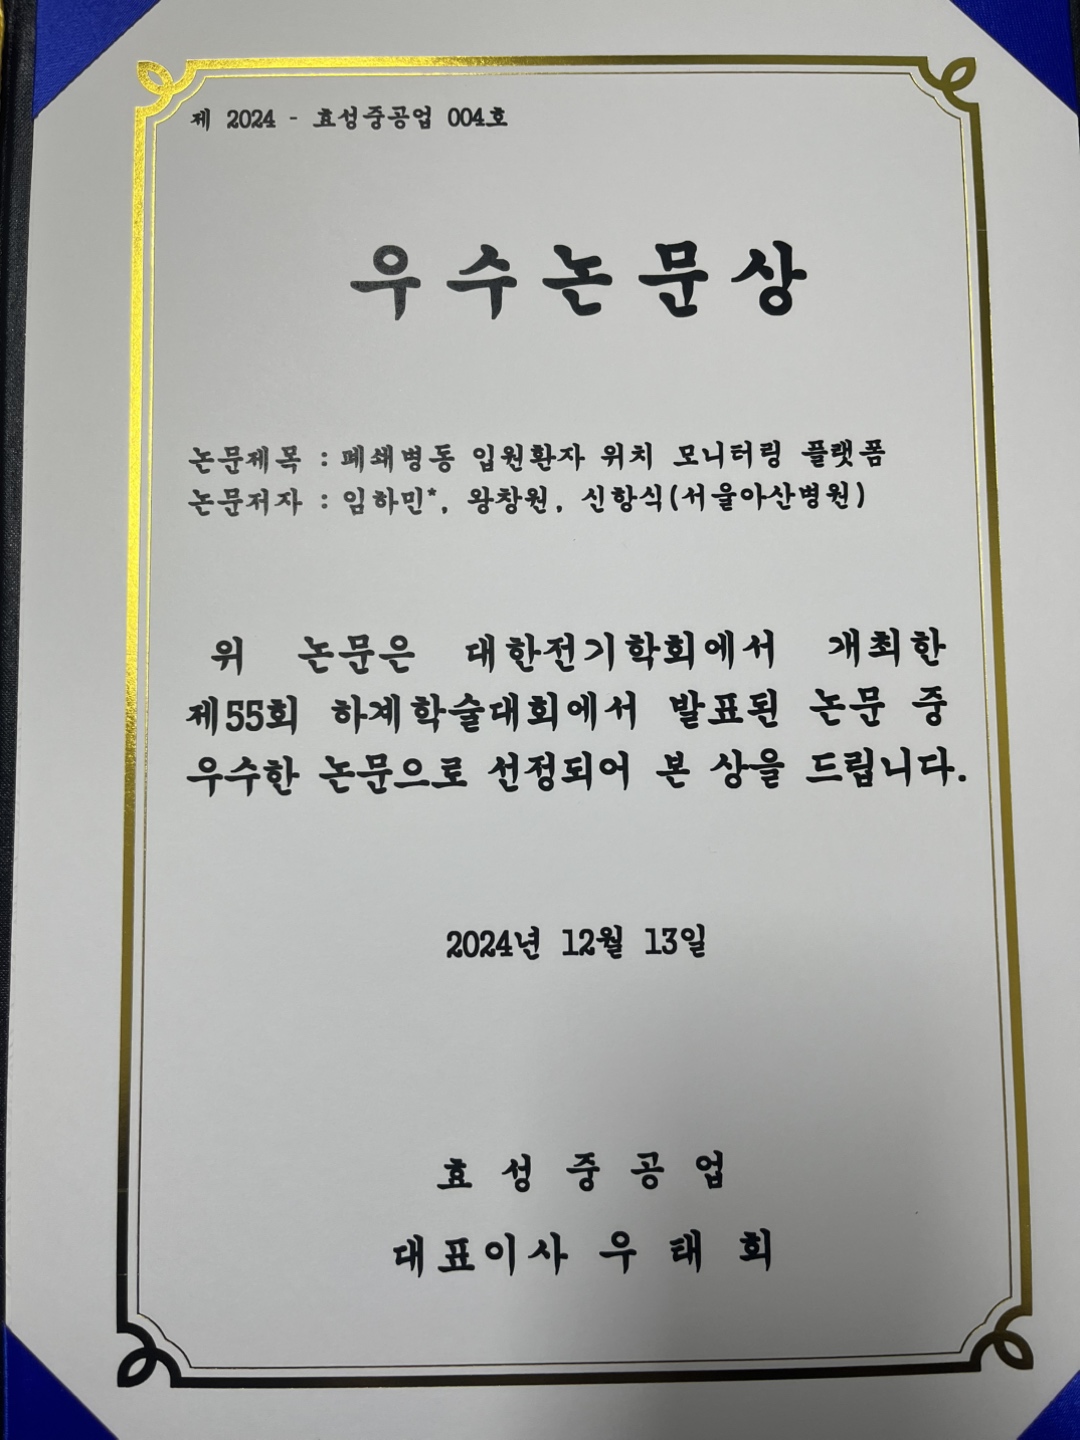 제 2024 - 효성중공업 004호
우수논문상
논문제목 : 폐쇄병동 입원환자 위치 모니터링 플랫폼
논문저자 : 임하민*, 왕창원, 신항식(서울아산병원)
위 논문은 대한전기학회에서 개최한
제55회 하계학술대회에서 발표된 논문 중
우수한 논문으로 선정되어 본 상을 드립니다.
2024년 12월 13일
효성중공업
대표이사 우태희